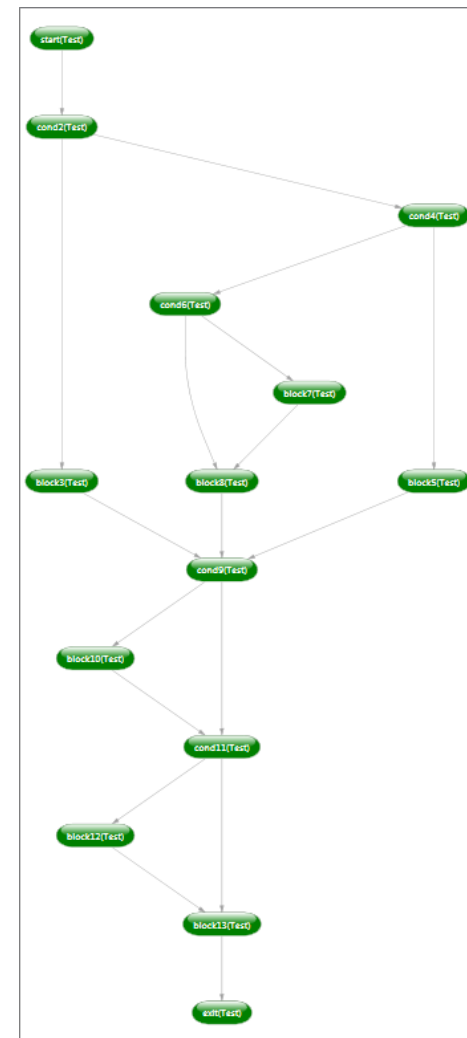 start(Test)
cond2(Test)
cond4(Test)
cond6(Test)
block7(Test)
block3(Test)
block8(Test)
block5(Test)
cond9(Test)
block10(Test)
cond11(Test)
block12(Test)
block13(Test)
exit(Test)